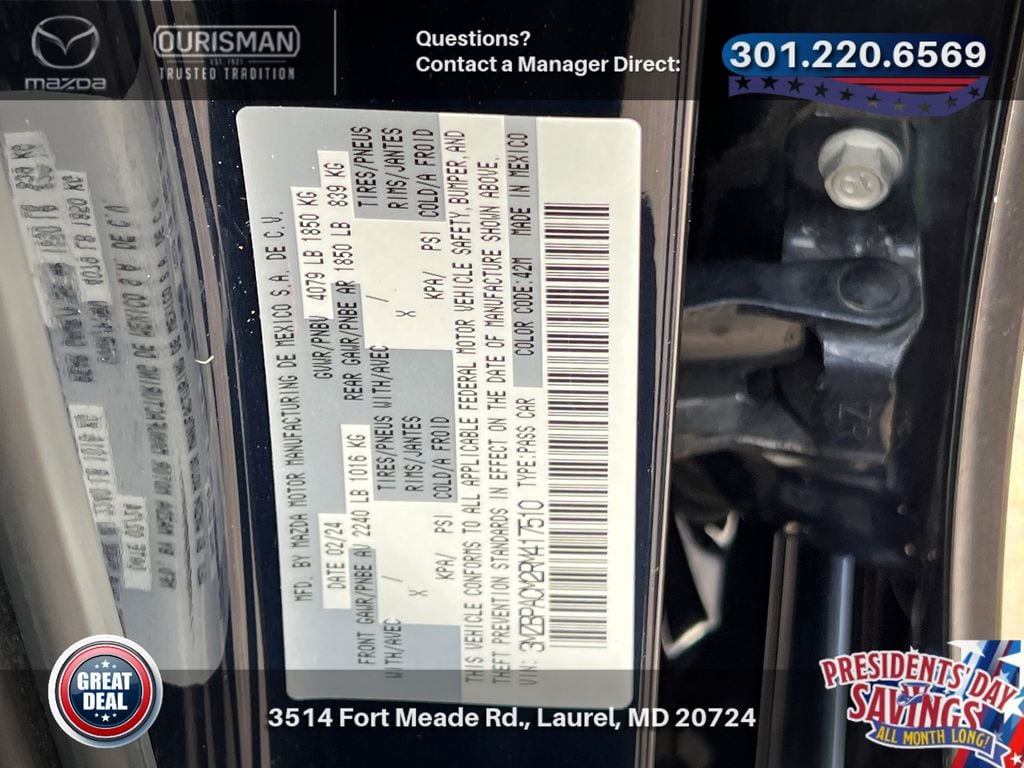 mazda
OURISMAN
EST. 1921
TRUSTED TRADITION
Questions?
Contact a Manager Direct:
301.220.6569
MFD. BY MAZDA MOTOR MANUFACTURING DE MEXICO S.A. DE C.V.
DATE 02/24 GVWR/PNBV 4079 LB 1850 KG
FRONT GAWR/PNBE AV 2240 LB 1016 KG REAR GAWR/PNBE AR 1850 LB 839 KG
WITH/AVEC TIRES/PNEUS WITH/AVEC TIRES/PNEUS
X / RIMS/JANTES X / RIMS/JANTES
KPA/ PSI COLD/A FROID KPA/ PSI COLD/A FROID
THIS VEHICLE CONFORMS TO ALL APPLICABLE FEDERAL MOTOR VEHICLE SAFETY, BUMPER, AND
THEFT PREVENTION STANDARDS IN EFFECT ON THE DATE OF MANUFACTURE SHOWN ABOVE.
VIN: 3MZBPACM2RM417510 TYPE:PASS CAR COLOR CODE:42M MADE IN MEXICO
GREAT
DEAL
3514 Fort Meade Rd., Laurel, MD 20724
PRESIDENTS' DAY
SAVINGS
ALL MONTH LONG!